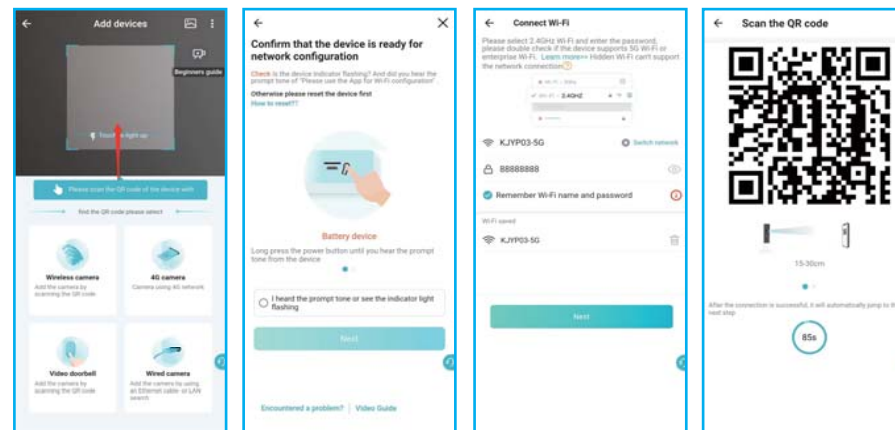 Add devices
Beginners guide
Touch to light up
Please scan the QR code of the device with
find the QR code please select
Wireless camera
Add the camera by
scanning the QR code
4G camera
Camera using 4G network
Video doorbell
Add the camera by
scanning the QR code
Wired camera
Add the camera by using
an Ethernet cable or LAN
search
Confirm that the device is ready for
network configuration
Check is the device indicator flashing? And did you hear the
prompt tone of "Please use the App for Wi-Fi configuration" .
Otherwise please reset the device first
How to reset??
Battery device
Long press the power button until you hear the prompt
tone from the device
I heard the prompt tone or see the indicator light
flashing
Next
Encountered a problem? | Video Guide
Connect Wi-Fi
Please select 2.4GHz Wi-Fi and enter the password,
please double check if the device supports 5G Wi-Fi or
enterprise Wi-Fi. Learn more>> Hidden Wi-Fi can't support
the network connection
2.4GHZ
KJYP03-5G
Switch network
88888888
Remember Wi-Fi name and password
Wi-Fi saved
KJYP03-5G
Next
Scan the QR code
15-30cm
After the connection is successful, it will automatically jump to
next step
85s